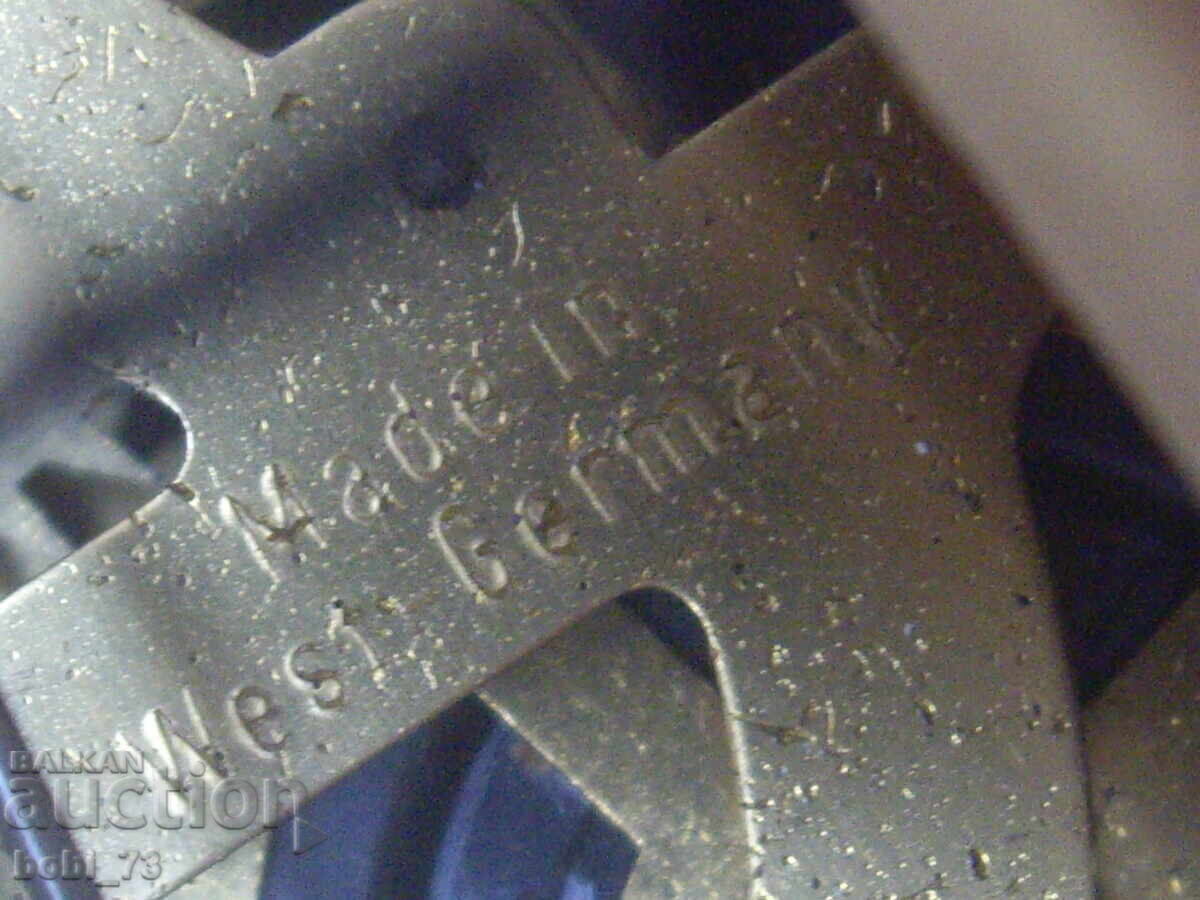 Made in
West-Germany
BALKAN
auction
bobi_73